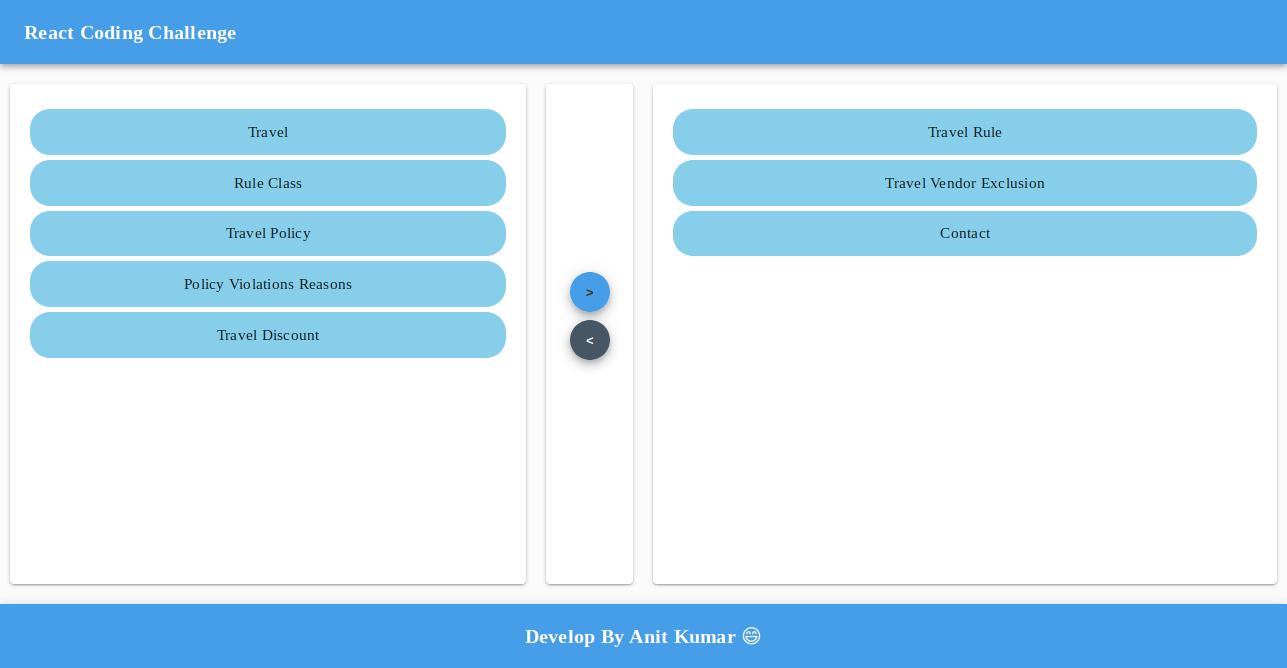 React Coding Challenge
Travel
Rule Class
Travel Policy
Policy Violations Reasons
Travel Discount
>
<
Travel Rule
Travel Vendor Exclusion
Contact
Develop By Anit Kumar 😄